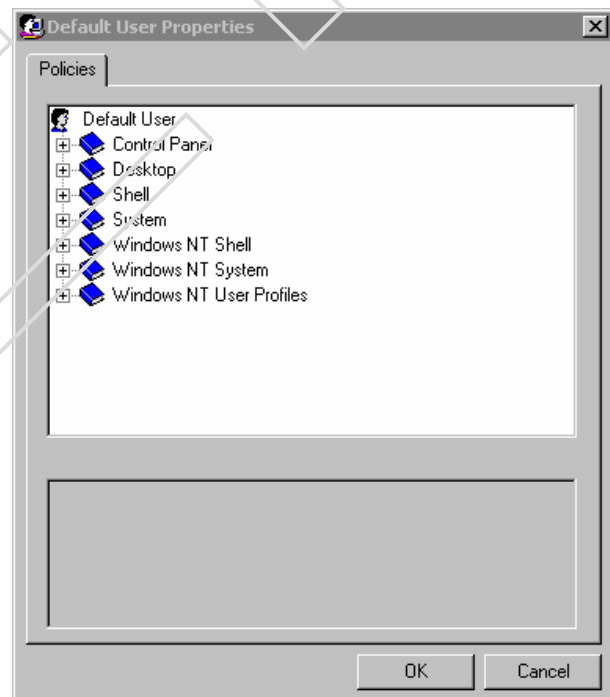 Default User Properties
Policies
Default User
Control Panel
Desktop
Shell
System
Windows NT Shell
Windows NT System
Windows NT User Profiles
OK
Cancel